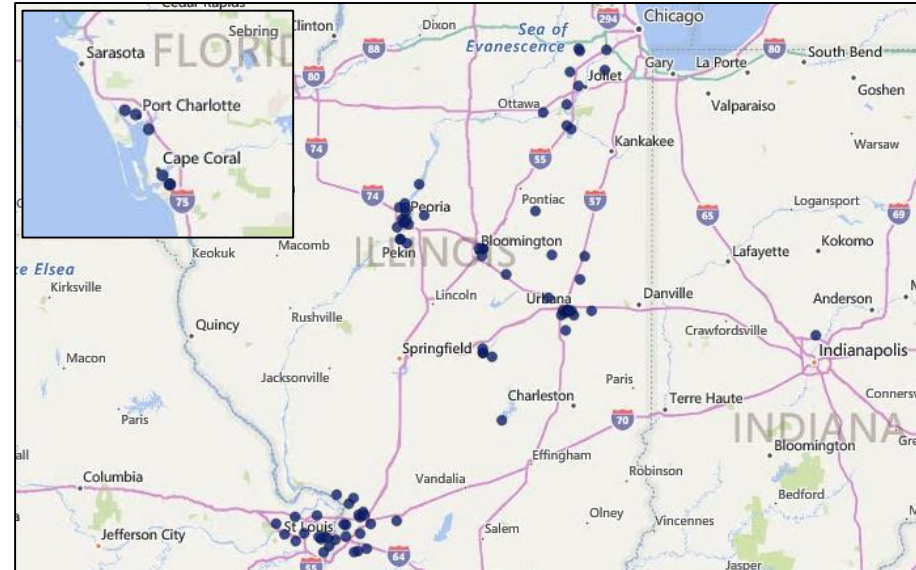 Cedar Rapids
Clinton
Dixon
Sea of
Evanescence
294
Chicago
88
80
Joliet
Gary
La Porte
80
South Bend
Goshen
Valparaiso
Warsaw
Ottawa
Kankakee
74
55
74
57
65
69
Pontiac
Logansport
Peoria
Bloomington
Pekin
ILLINOIS
Lafayette
Kokomo
Keokuk
Macomb
Elsea
Kirksville
Lincoln
Urbana
Danville
Anderson
Quincy
Rushville
Crawfordsville
Indianapolis
Macon
Springfield
Jacksonville
Charleston
Paris
Terre Haute
Paris
70
INDIANA
Bloomington
Effingham
Robinson
Columbia
Vandalia
Bedford
Jefferson City
St Louis
Salem
Olney
Vincennes
64
55
Jasper
Sebring
Sarasota
FLORID
Port Charlotte
Cape Coral
75